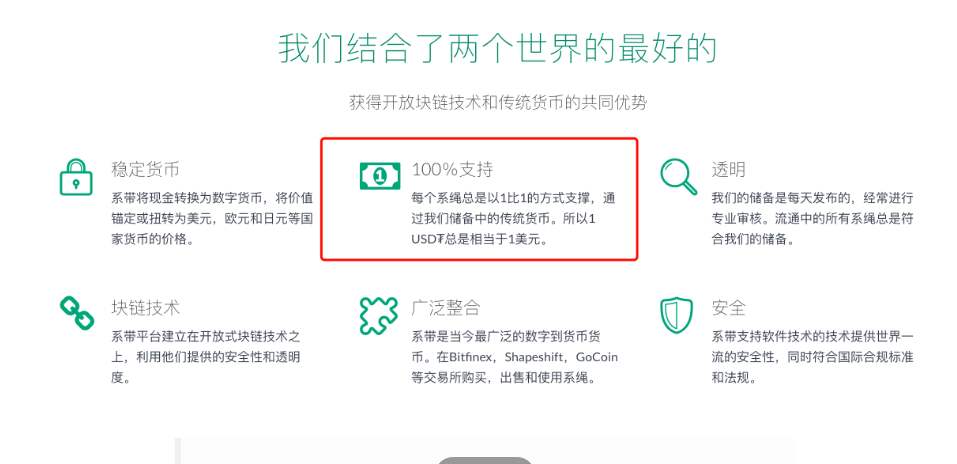 我们结合了两个世界的最好的
获得开放块链技术和传统货币的共同优势
稳定货币
系带将现金转换为数字货币，将价值
锚定或扭转为美元，欧元和日元等国
家货币的价格。
100%支持
每个系绳总是以1比1的方式支撑，通
过我们储备中的传统货币。所以1
USD₮总是相当于1美元。
透明
我们的储备是每天发布的，经常进行
专业审核。流通中的所有系绳总是符
合我们的储备。
块链技术
系带平台建立在开放式块链技术之
上，利用他们提供的安全性和透明
度。
广泛整合
系带是当今最广泛的数字到货币货
币。在Bitfinex，Shapeshift，GoCoin
等交易所购买，出售和使用系绳。
安全
系带支持软件技术的技术提供世界一
流的安全性，同时符合国际合规标准
和法规。